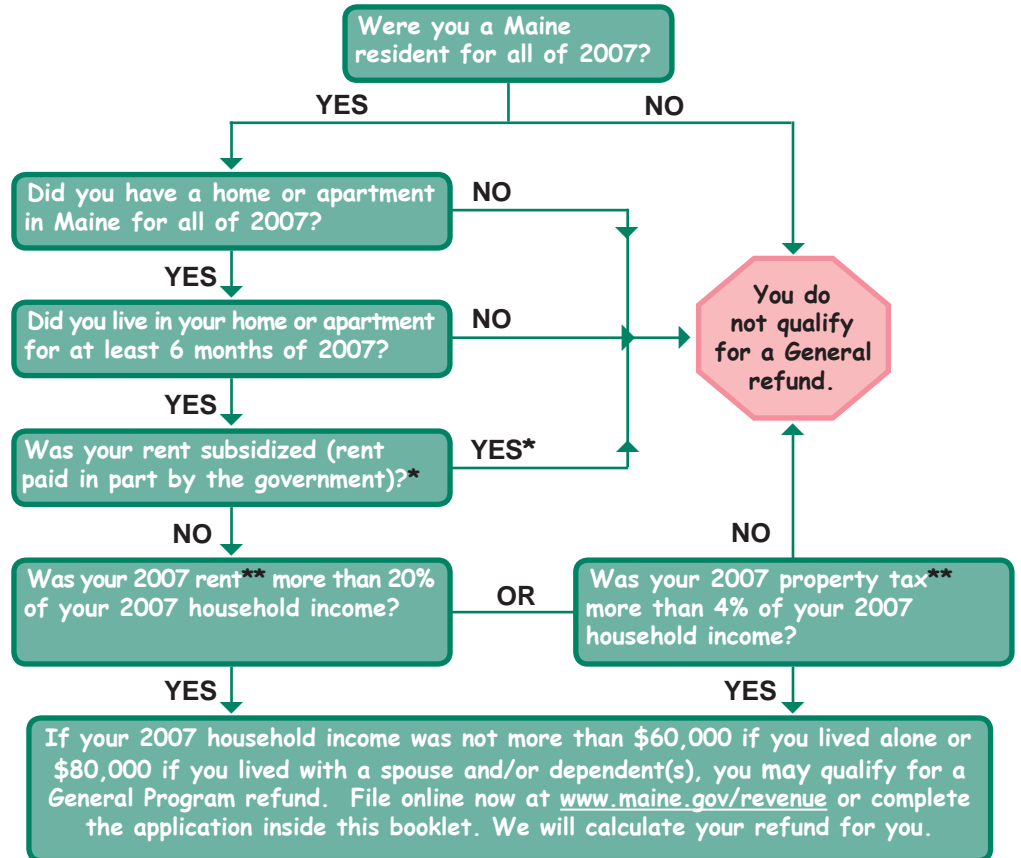 Were you a Maine
resident for all of 2007?
YES
NO
Did you have a home or apartment
in Maine for all of 2007?
NO
YES
Did you live in your home or apartment
for at least 6 months of 2007?
NO
You do
not qualify
for a General
refund.
YES
Was your rent subsidized (rent
paid in part by the government)?*
YES*
NO
NO
Was your 2007 rent** more than 20%
of your 2007 household income?
OR
Was your 2007 property tax**
more than 4% of your 2007
household income?
YES
YES
If your 2007 household income was not more than $60,000 if you lived alone or
$80,000 if you lived with a spouse and/or dependent(s), you may qualify for a
General Program refund. File online now at www.maine.gov/revenue or complete
the application inside this booklet. We will calculate your refund for you.